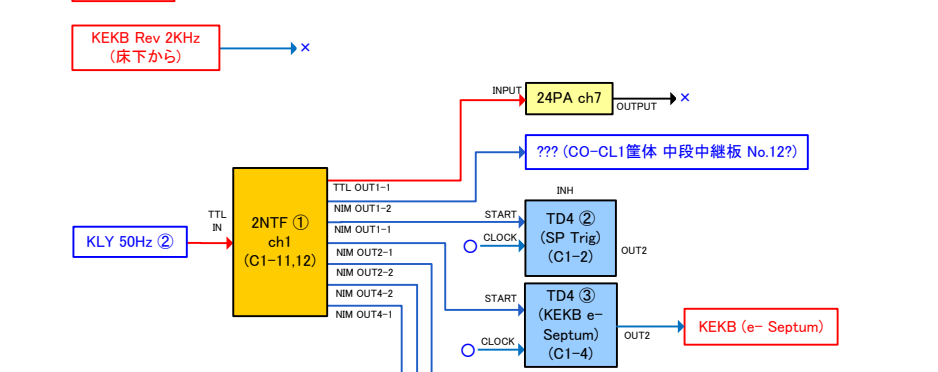 KEKB Rev 2KHz
(床下から)
×
INPUT
24PA ch7
OUTPUT
×
??? (CO-CL1筐体 中段中継板 No.12?)
TTL OUT1-1
INH
NIM OUT1-2
TTL
IN
2NTF ①
ch1
(C1-11,12)
START
TD4 ②
(SP Trig)
(C1-2)
NIM OUT1-1
CLOCK
OUT2
KLY 50Hz ②
NIM OUT2-1
NIM OUT2-2
NIM OUT4-2
NIM OUT4-1
START
TD4 ③
(KEKB e-
Septum)
(C1-4)
CLOCK
OUT2
KEKB (e- Septum)